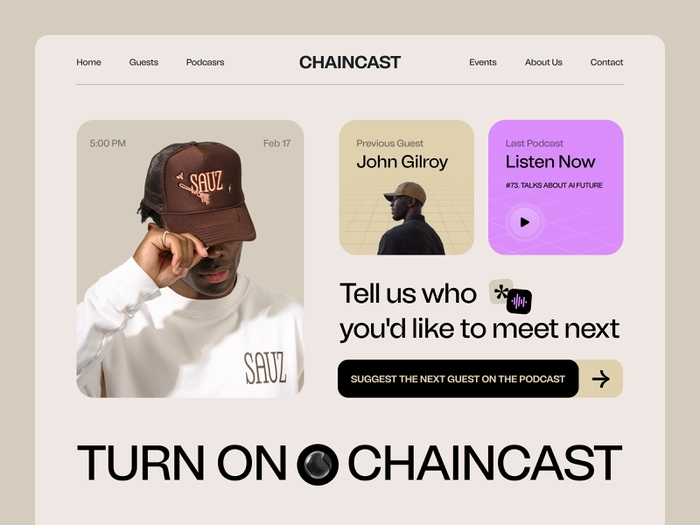 Home
Guests
Podcasrs
CHAINCAST
Events
About Us
Contact
5:00 PM
Feb 17
SAUZ
SAUZ
Previous Guest
John Gilroy
Last Podcast
Listen Now
#73. TALKS ABOUT AI FUTURE
Tell us who
you'd like to meet next
SUGGEST THE NEXT GUEST ON THE PODCAST
TURN ON CHAINCAST